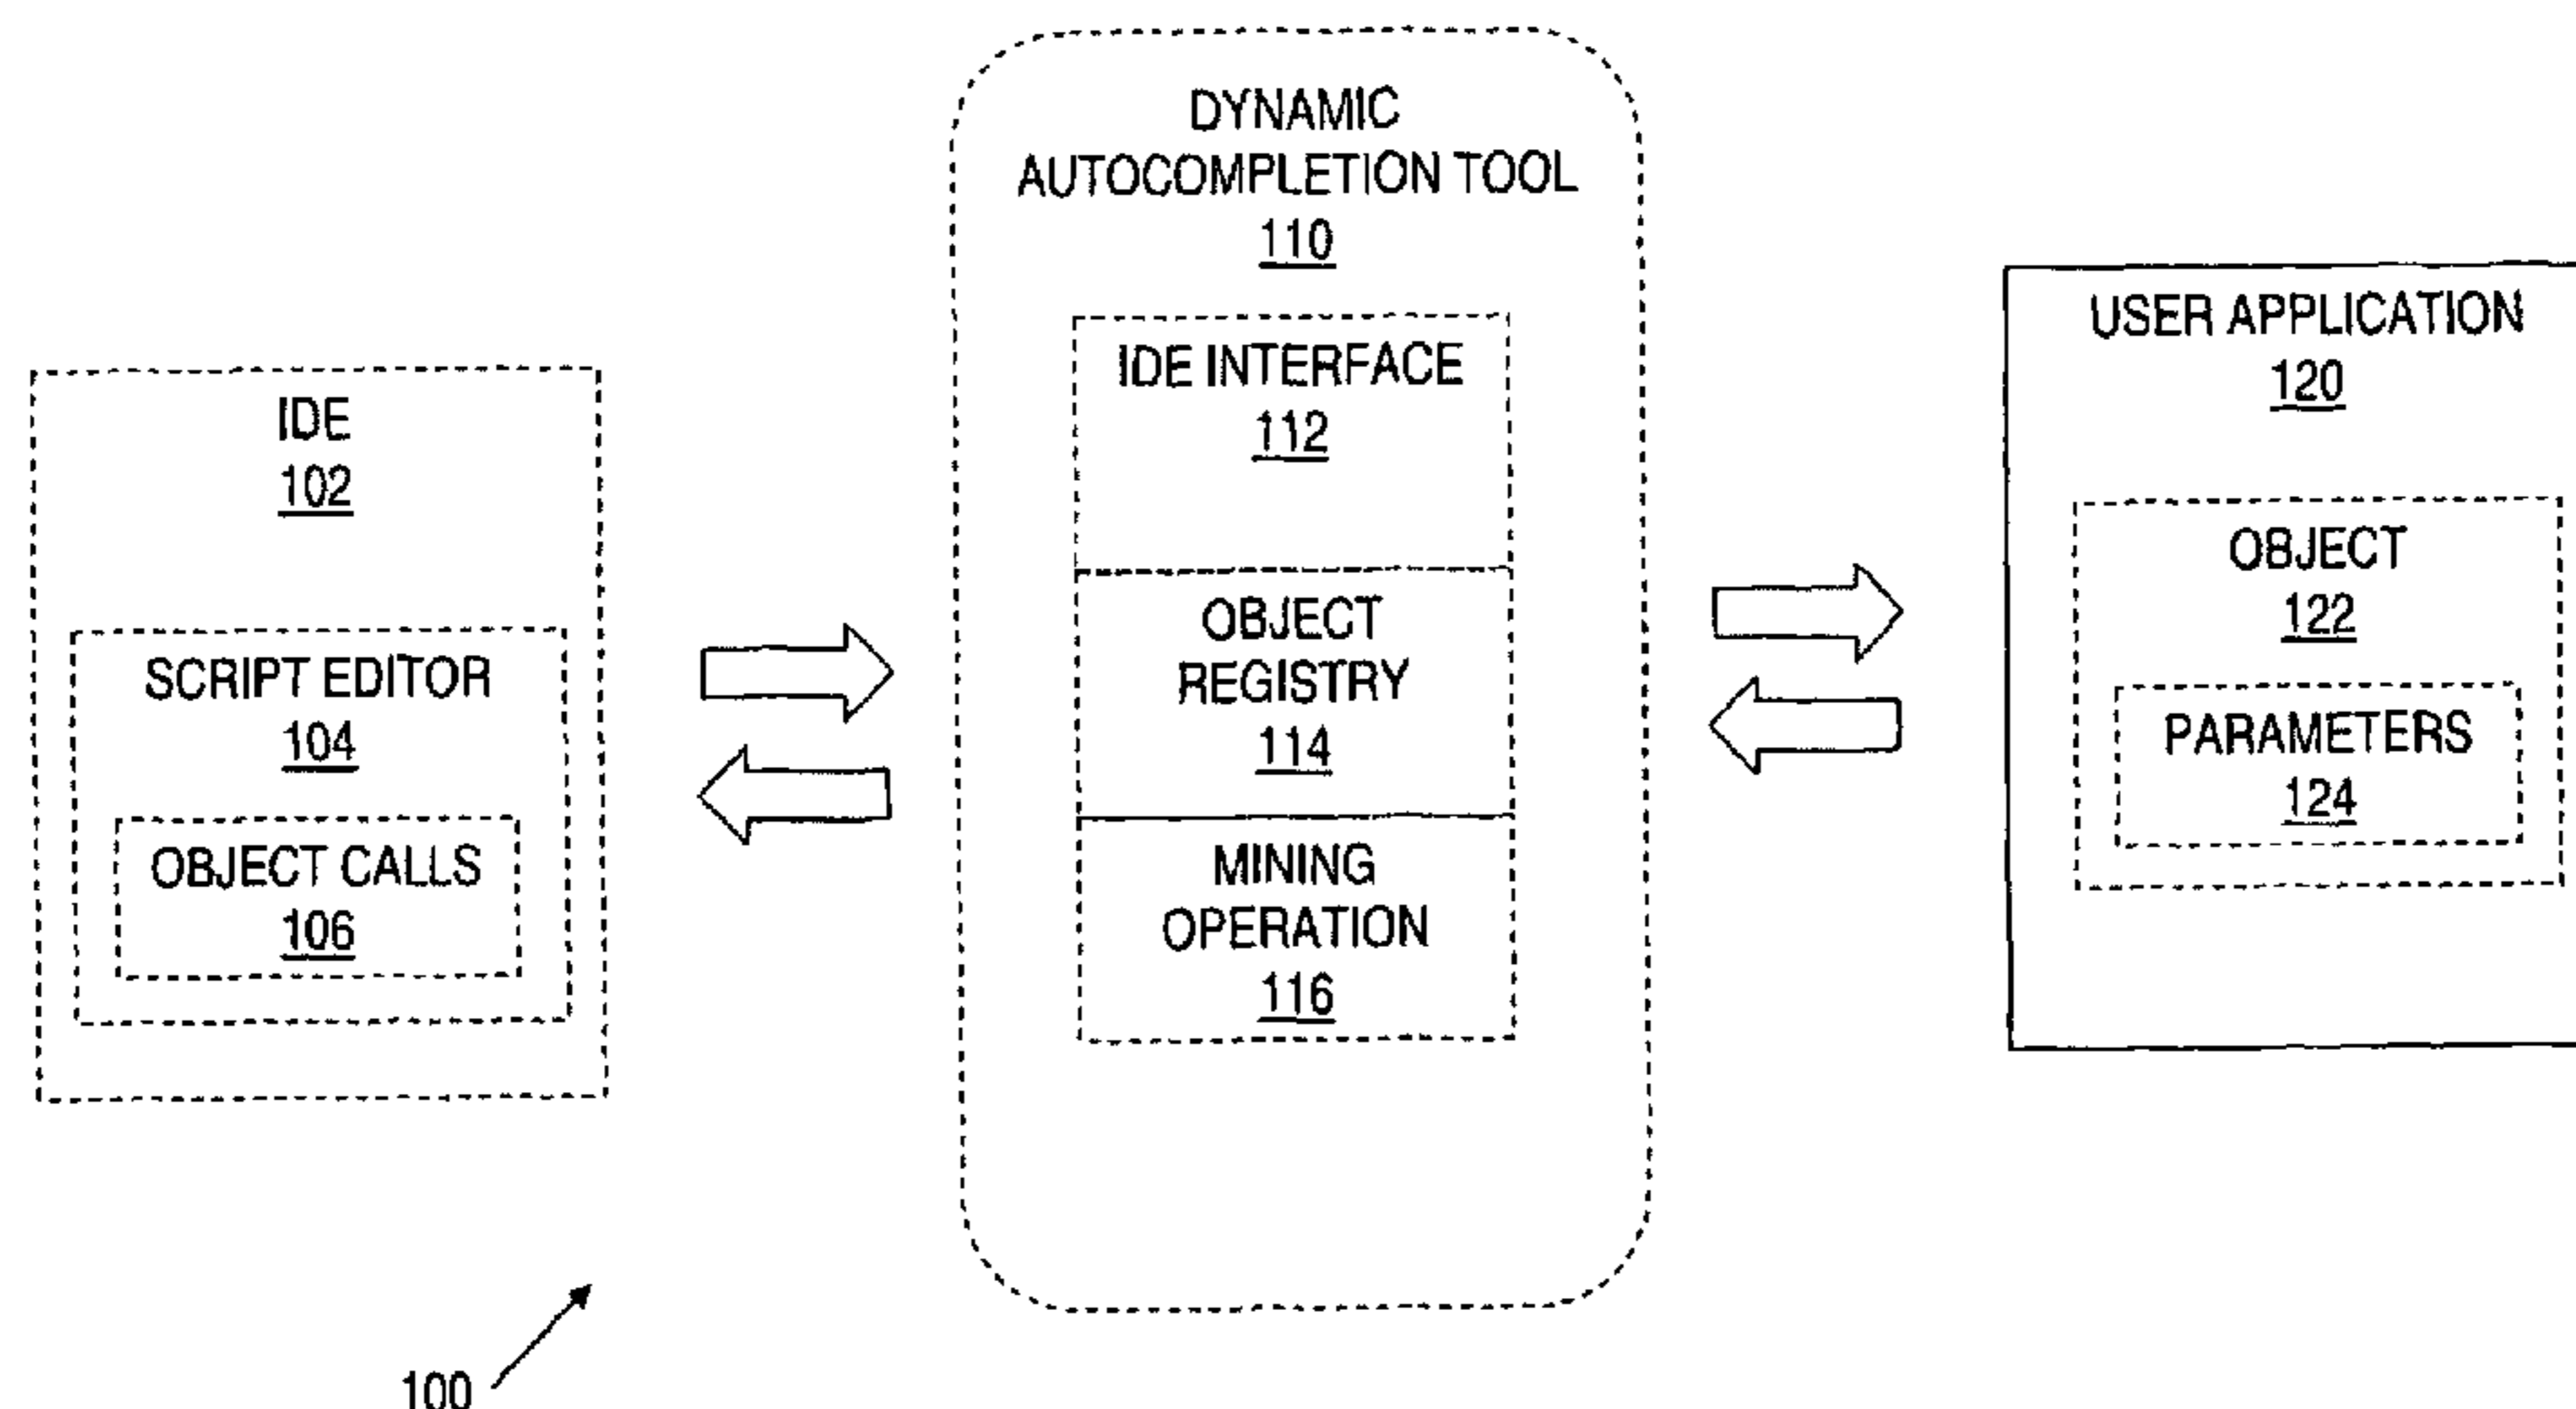 DYNAMIC
AUTOCOMPLETION TOOL
110
IDE INTERFACE
112
OBJECT
REGISTRY
114
MINING
OPERATION
116
IDE
102
SCRIPT EDITOR
104
OBJECT CALLS
106
USER APPLICATION
120
OBJECT
122
PARAMETERS
124
100